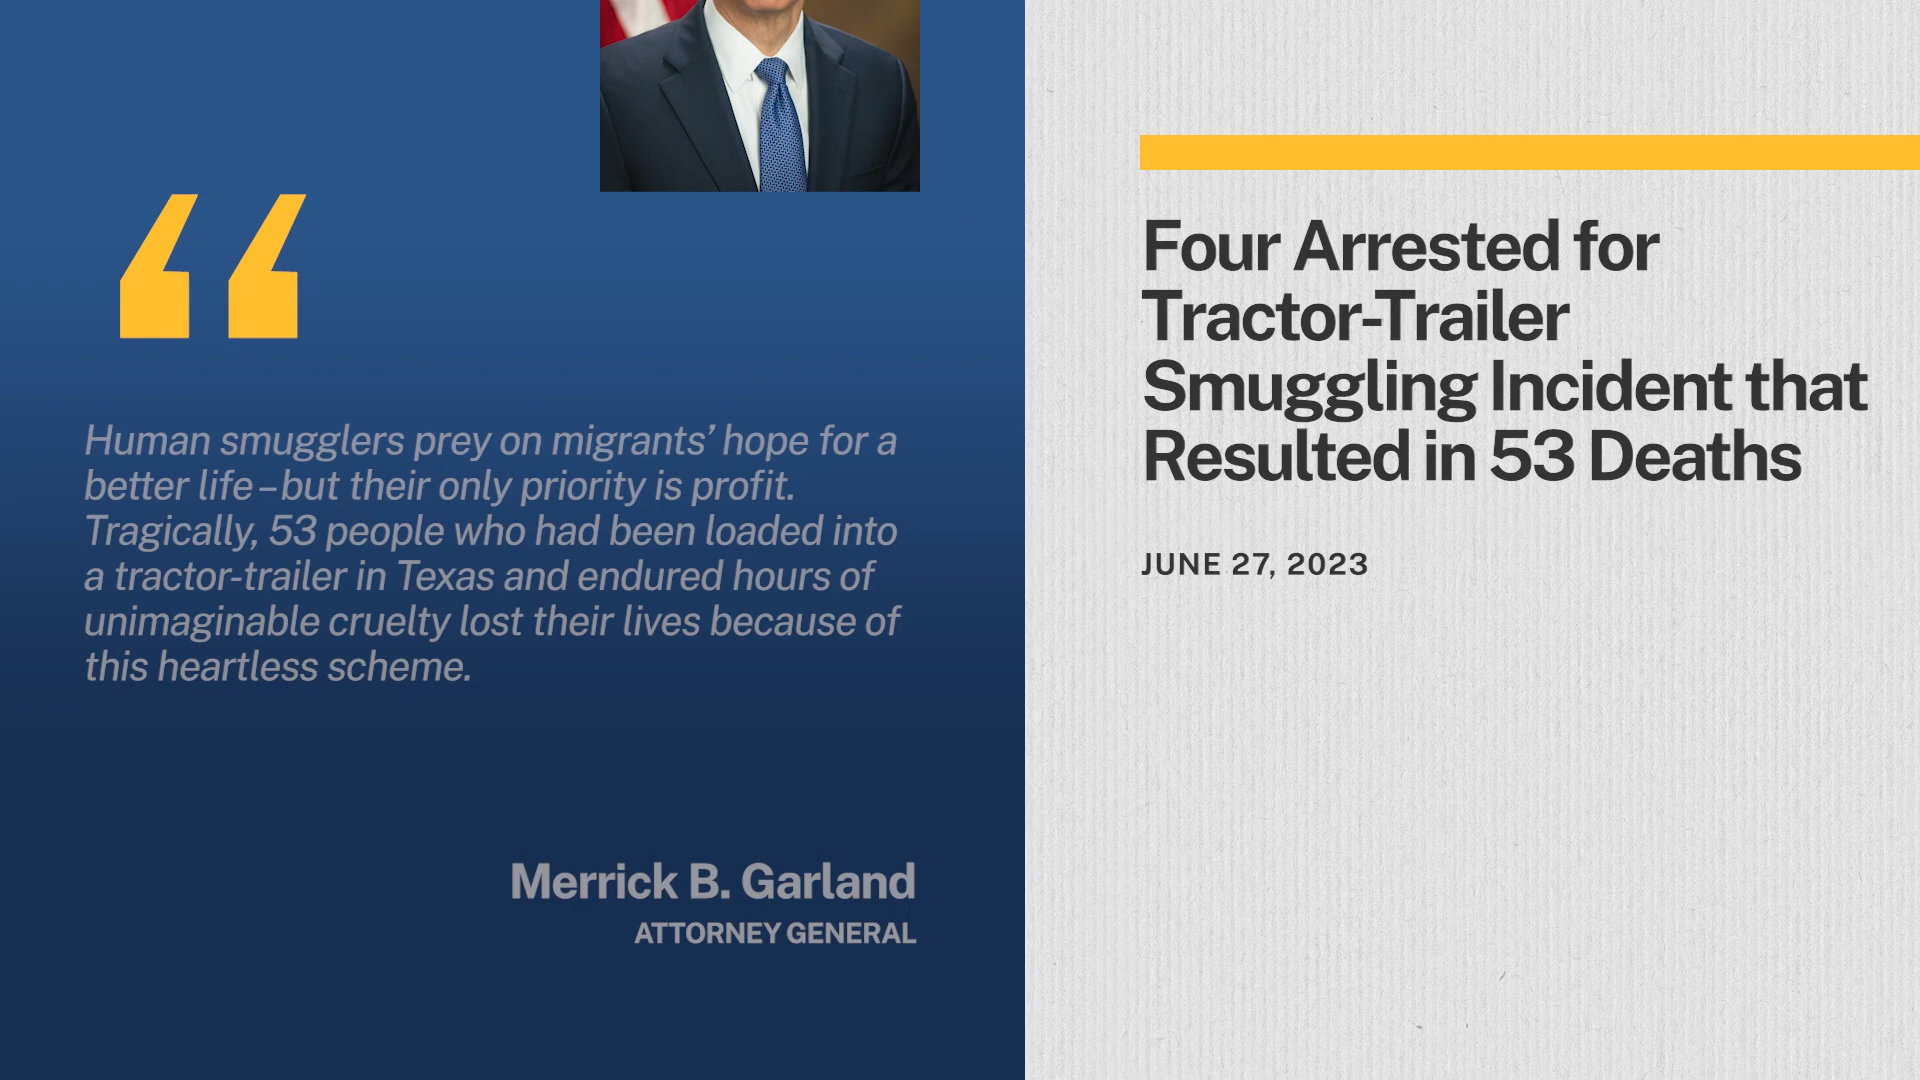 “
Human smugglers prey on migrants’ hope for a
better life – but their only priority is profit.
Tragically, 53 people who had been loaded into
a tractor-trailer in Texas and endured hours of
unimaginable cruelty lost their lives because of
this heartless scheme.
Merrick B. Garland
ATTORNEY GENERAL
Four Arrested for
Tractor-Trailer
Smuggling Incident that
Resulted in 53 Deaths
JUNE 27, 2023